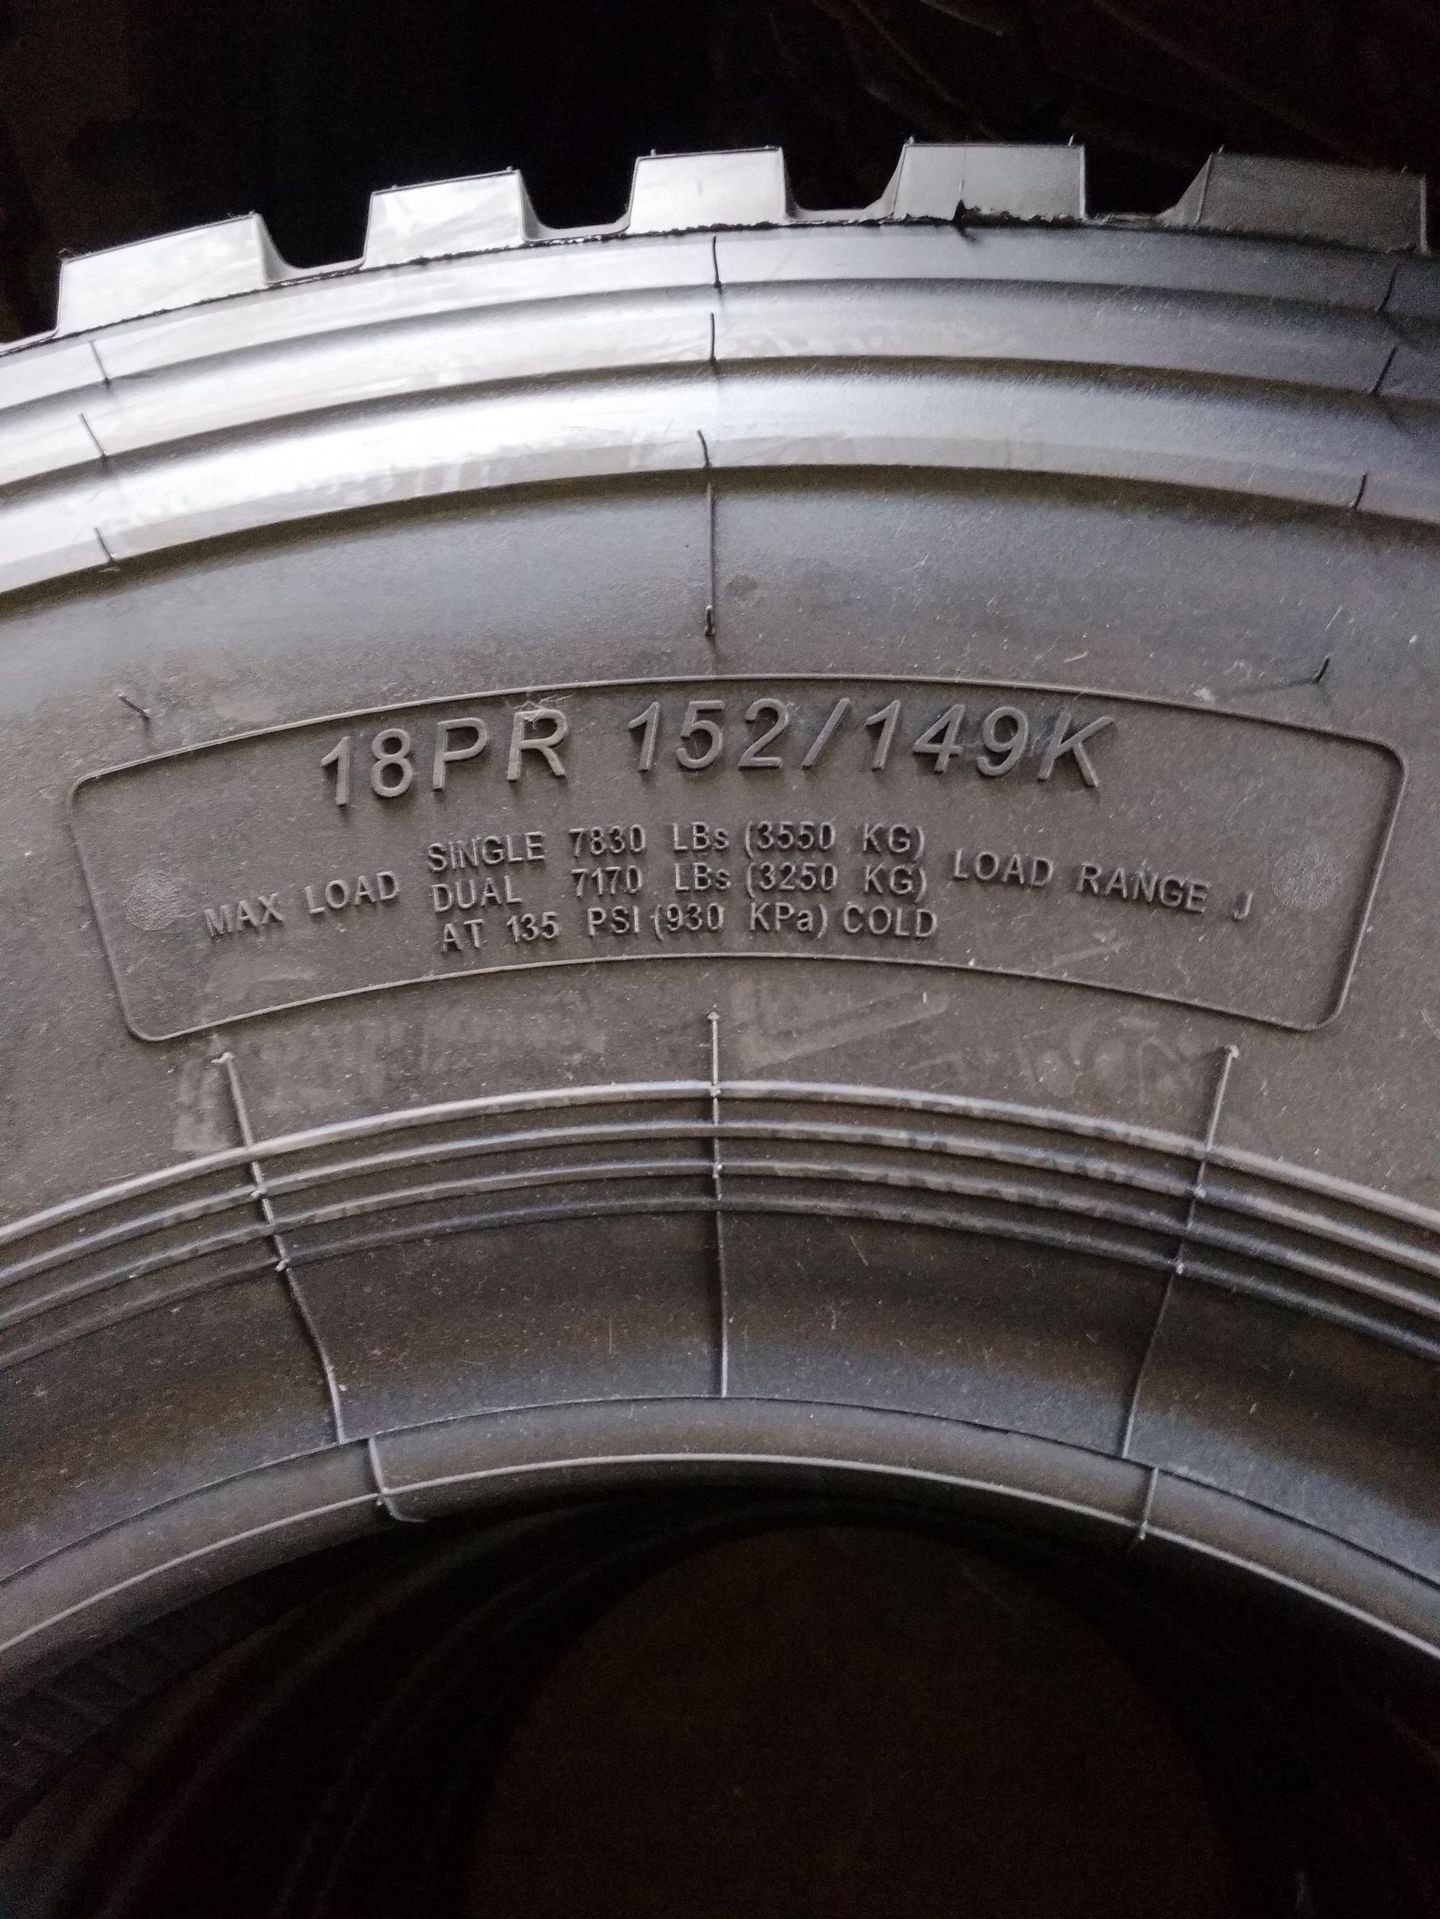 18PR 152/149K
MAX LOAD
SINGLE 7830 LBs (3550 KG)
DUAL 7170 LBs (3250 KG)
AT 135 PSI (930 KPa) COLD
LOAD RANGE J